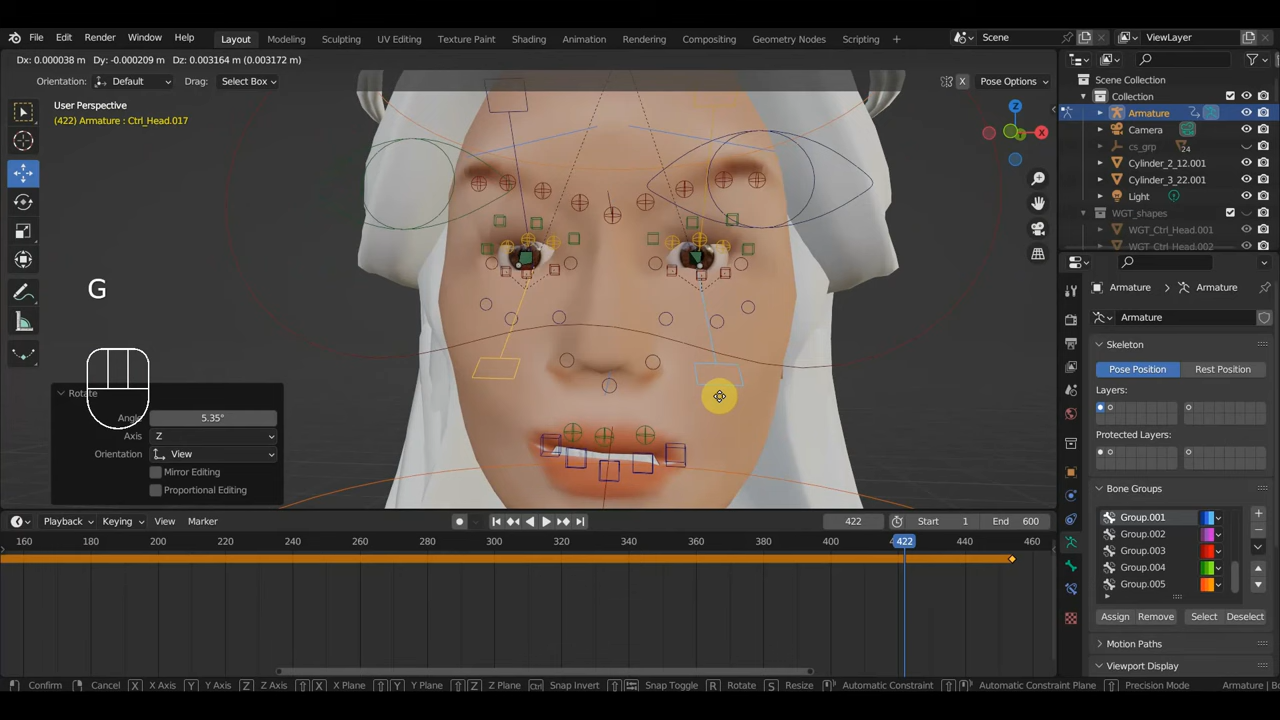 File Edit Render Window Help Layout Modeling Sculpting UV Editing Texture Paint Shading Animation Rendering Compositing Geometry Nodes Scripting + Scene ViewLayer
Dx: 0.000038 m Dy: -0.000209 m Dz: 0.003164 m (0.003172 m)
Orientation: Default Drag: Select Box X Pose Options
Scene Collection
Collection
Armature
Camera
cs_grp 24
Cylinder_2_12.001
Cylinder_3_22.001
Light
WGT_shapes
WGT_Ctrl_Head.001
WGT_Ctrl_Head.002
User Perspective
(422) Armature : Ctrl_Head.017
Z
X
G
Rotate
Angle 5.35°
Axis Z
Orientation View
Mirror Editing
Proportional Editing
Armature Armature
Armature
Skeleton
Pose Position Rest Position
Layers:
Protected Layers:
Bone Groups
Group.001
Group.002
Group.003
Group.004
Group.005
Assign Remove Select Deselect
Motion Paths
Viewport Display
Playback Keying View Marker 422 Start 1 End 600
160 180 200 220 240 260 280 300 320 340 360 380 400 422 440 460
Confirm Cancel X X Axis Y Y Axis Z Z Axis X X Plane Y Y Plane Z Z Plane Ctrl Snap Invert Snap Toggle R Rotate S Resize Automatic Constraint Automatic Constraint Plane Precision Mode Armature